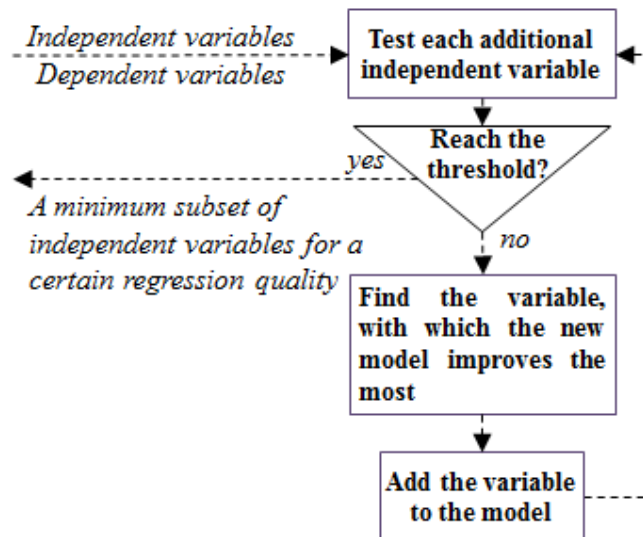 Independent variables
Dependent variables
Test each additional
independent variable
Reach the
threshold?
yes
A minimum subset of
independent variables for a
certain regression quality
no
Find the variable,
with which the new
model improves the
most
Add the variable
to the model